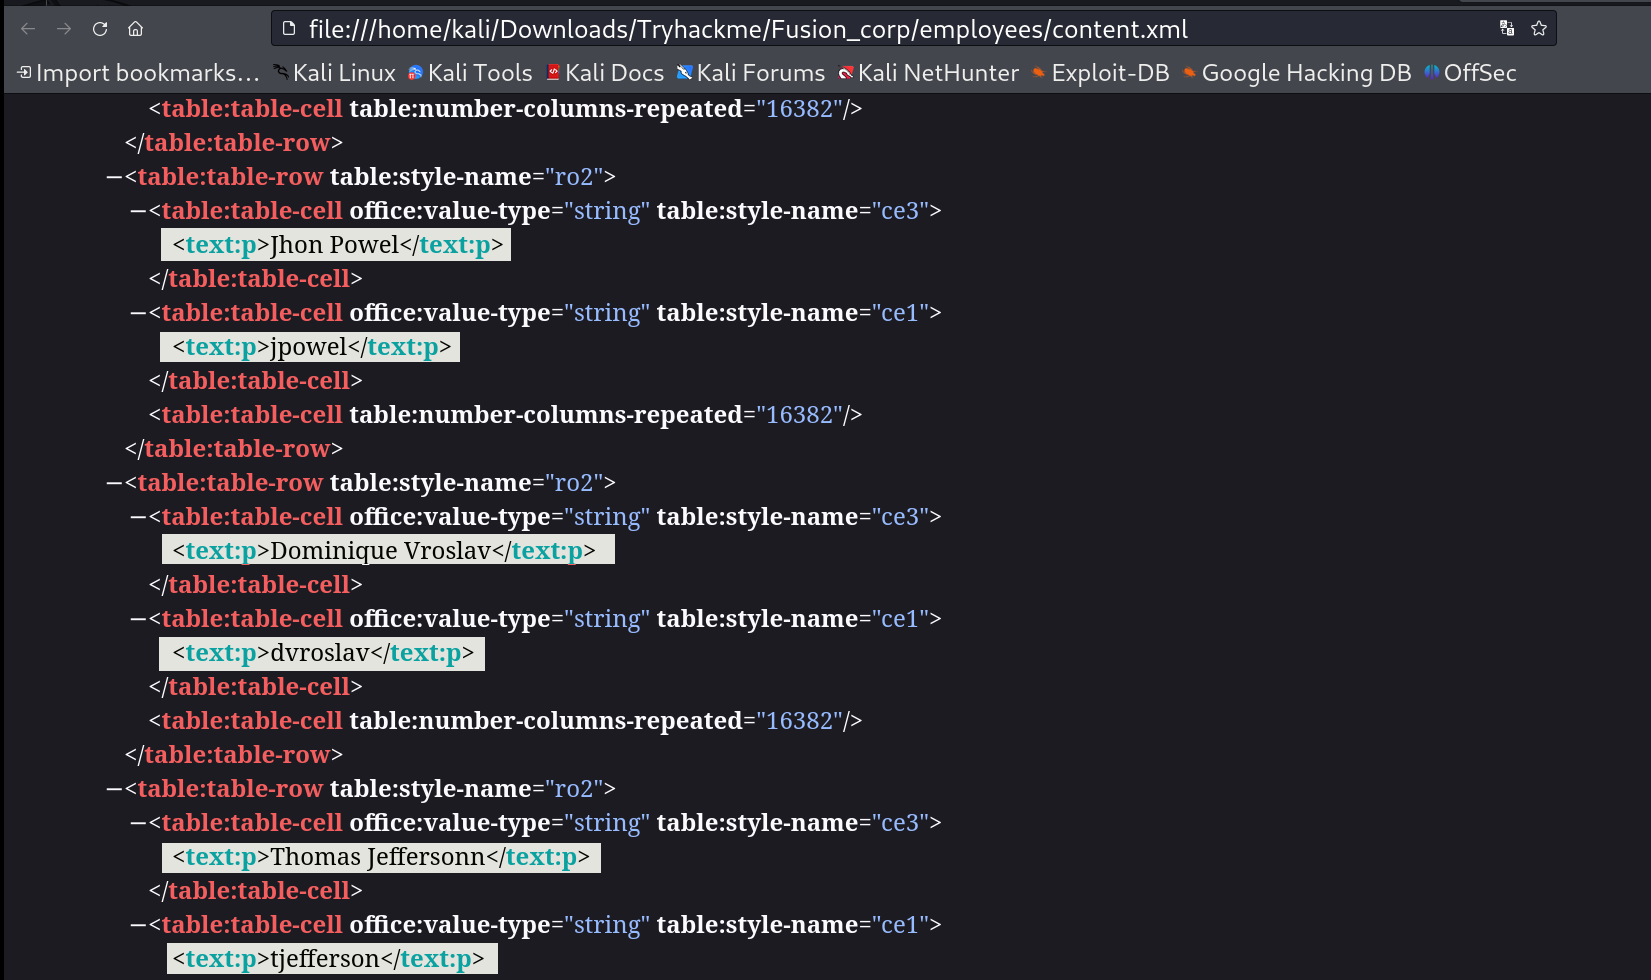 file:///home/kali/Downloads/Tryhackme/Fusion_corp/employees/content.xml
Import bookmarks... Kali Linux Kali Tools Kali Docs Kali Forums Kali NetHunter Exploit-DB Google Hacking DB OffSec
<table:table-cell table:number-columns-repeated="16382"/>
</table:table-row>
—<table:table-row table:style-name="ro2">
—<table:table-cell office:value-type="string" table:style-name="ce3">
<text:p>Jhon Powel</text:p>
</table:table-cell>
—<table:table-cell office:value-type="string" table:style-name="ce1">
<text:p>jpowel</text:p>
</table:table-cell>
<table:table-cell table:number-columns-repeated="16382"/>
</table:table-row>
—<table:table-row table:style-name="ro2">
—<table:table-cell office:value-type="string" table:style-name="ce3">
<text:p>Dominique Vroslav</text:p>
</table:table-cell>
—<table:table-cell office:value-type="string" table:style-name="ce1">
<text:p>dvroslav</text:p>
</table:table-cell>
<table:table-cell table:number-columns-repeated="16382"/>
</table:table-row>
—<table:table-row table:style-name="ro2">
—<table:table-cell office:value-type="string" table:style-name="ce3">
<text:p>Thomas Jeffersonn</text:p>
</table:table-cell>
—<table:table-cell office:value-type="string" table:style-name="ce1">
<text:p>tjefferson</text:p>